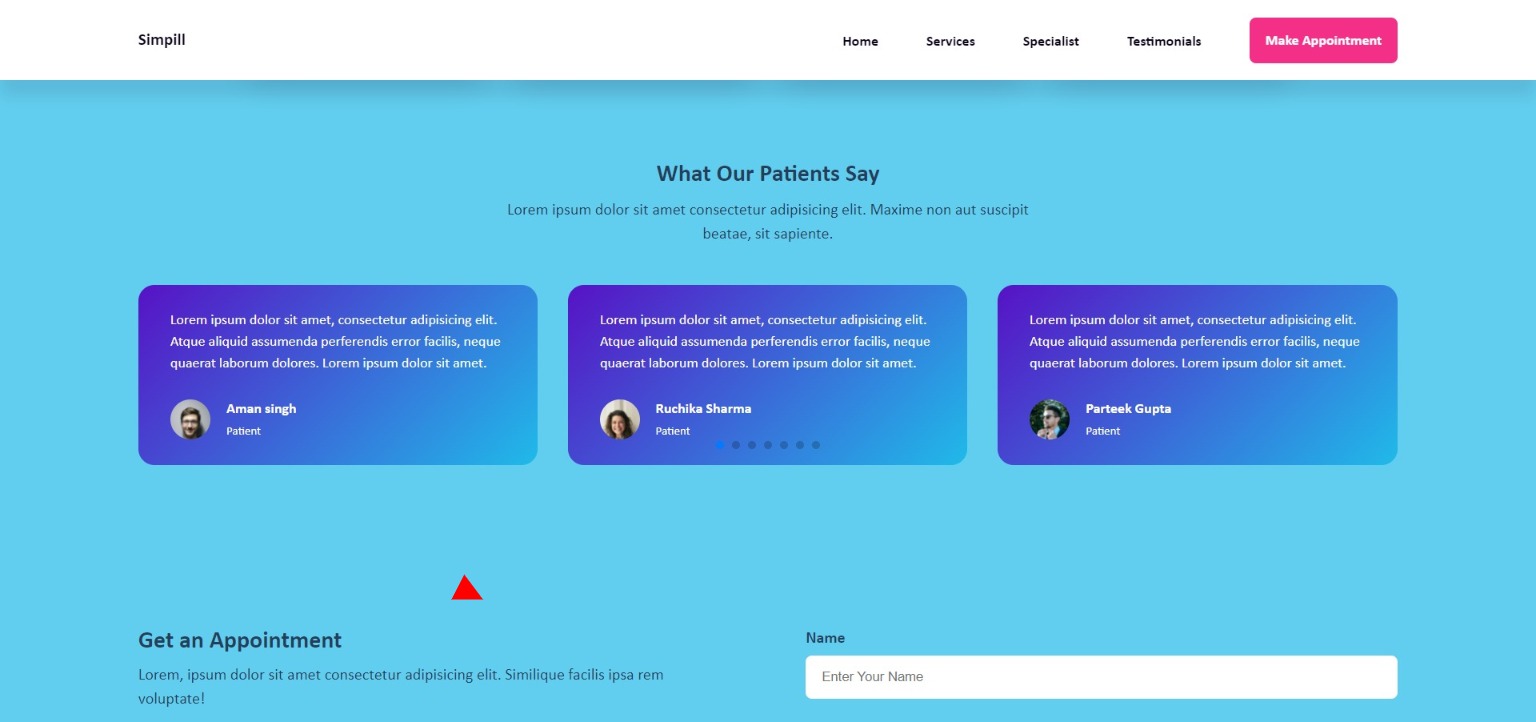 Simpill
Home
Services
Specialist
Testimonials
Make Appointment
What Our Patients Say
Lorem ipsum dolor sit amet consectetur adipisicing elit. Maxime non aut suscipit
beatae, sit sapiente.
Lorem ipsum dolor sit amet, consectetur adipisicing elit.
Atque aliquid assumenda perferendis error facilis, neque
quaerat laborum dolores. Lorem ipsum dolor sit amet.
Aman singh
Patient
Lorem ipsum dolor sit amet, consectetur adipisicing elit.
Atque aliquid assumenda perferendis error facilis, neque
quaerat laborum dolores. Lorem ipsum dolor sit amet.
Ruchika Sharma
Patient
Lorem ipsum dolor sit amet, consectetur adipisicing elit.
Atque aliquid assumenda perferendis error facilis, neque
quaerat laborum dolores. Lorem ipsum dolor sit amet.
Parteek Gupta
Patient
Get an Appointment
Lorem, ipsum dolor sit amet consectetur adipisicing elit. Similique facilis ipsa rem
voluptate!
Name
Enter Your Name